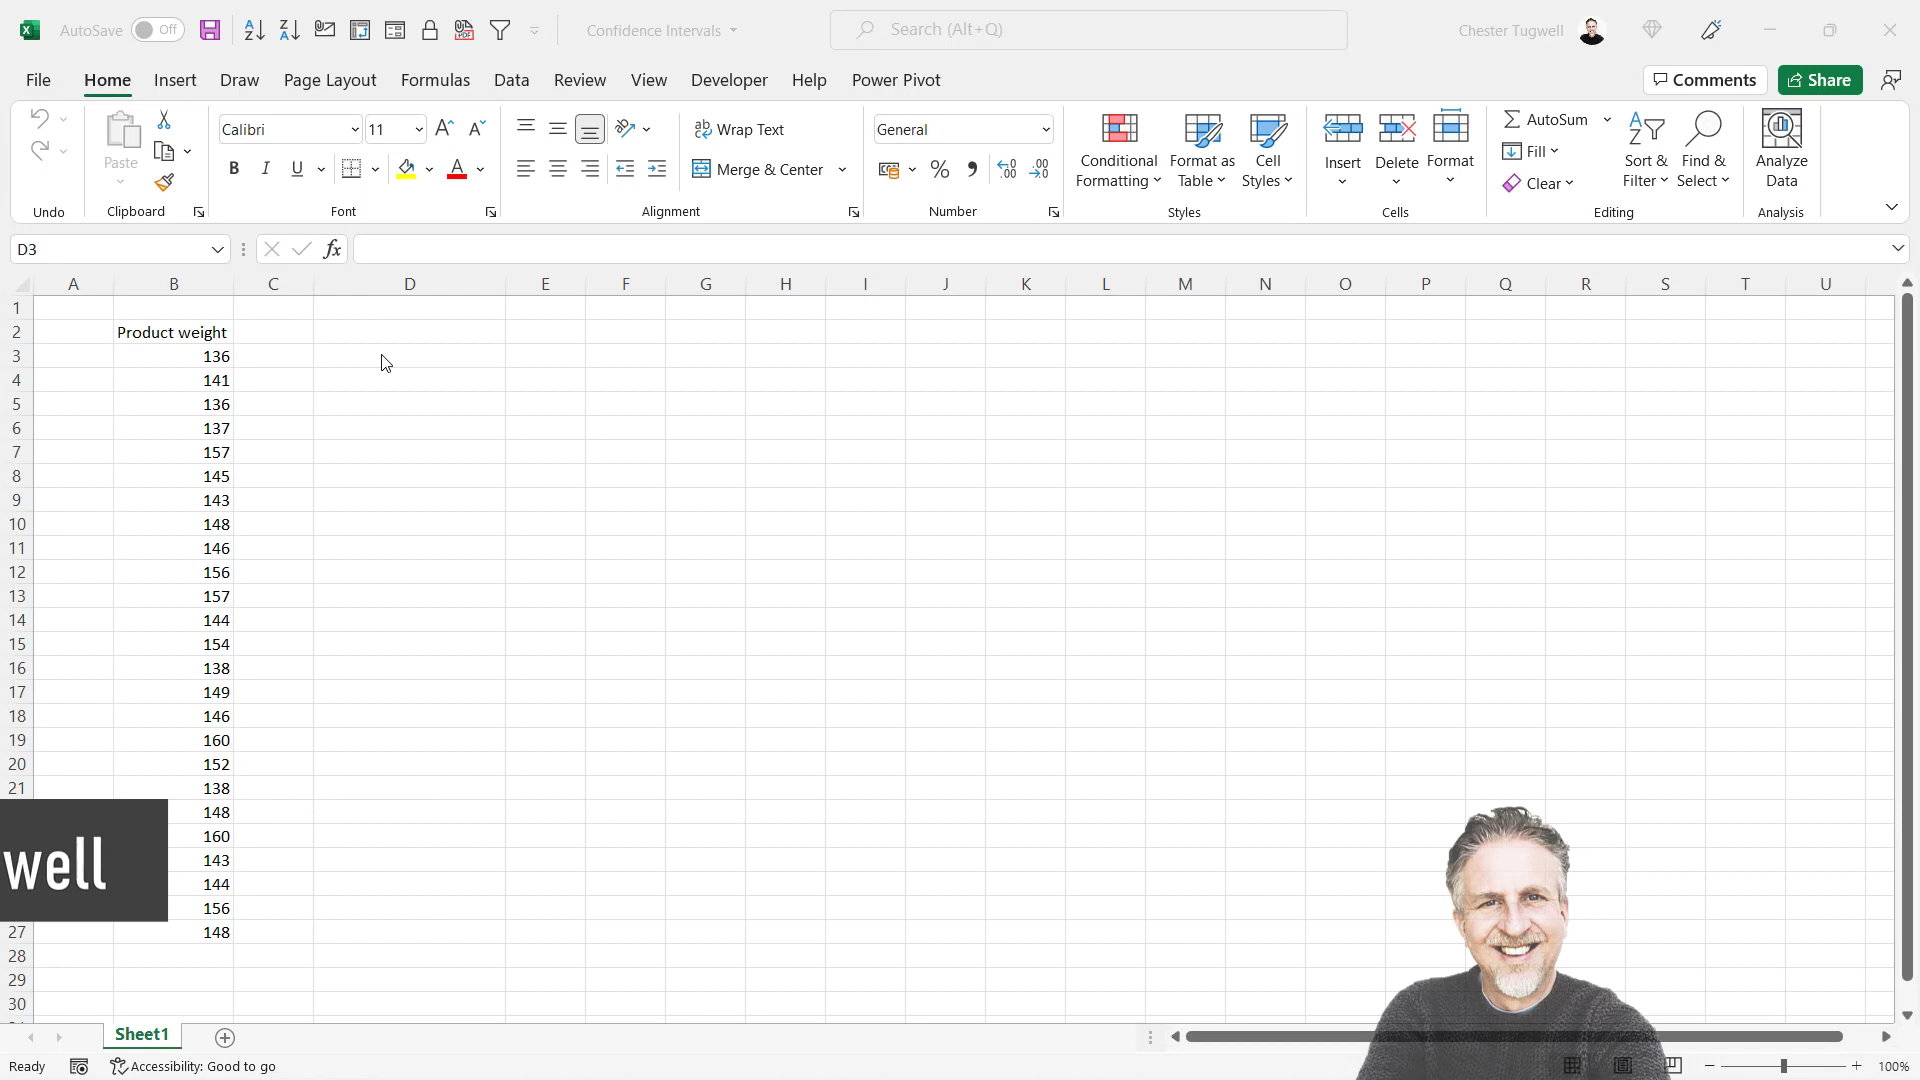 AutoSave Off Confidence Intervals Search (Alt+Q) Chester Tugwell
File Home Insert Draw Page Layout Formulas Data Review View Developer Help Power Pivot Comments Share
Calibri 11 Wrap Text General AutoSum
Paste B I U Merge & Center % Conditional Formatting Format as Table Cell Styles Insert Delete Format Fill Sort & Filter Find & Select Analyze Data
Clear
Undo Clipboard Font Alignment Number Styles Cells Editing Analysis
D3 fx
A B C D E F G H I J K L M N O P Q R S T U
1
2 Product weight
3 136
4 141
5 136
6 137
7 157
8 145
9 143
10 148
11 146
12 156
13 157
14 144
15 154
16 138
17 149
18 146
19 160
20 152
21 138
148
160
well 143
144
156
27 148
28
29
30
Sheet1
Ready Accessibility: Good to go 100%